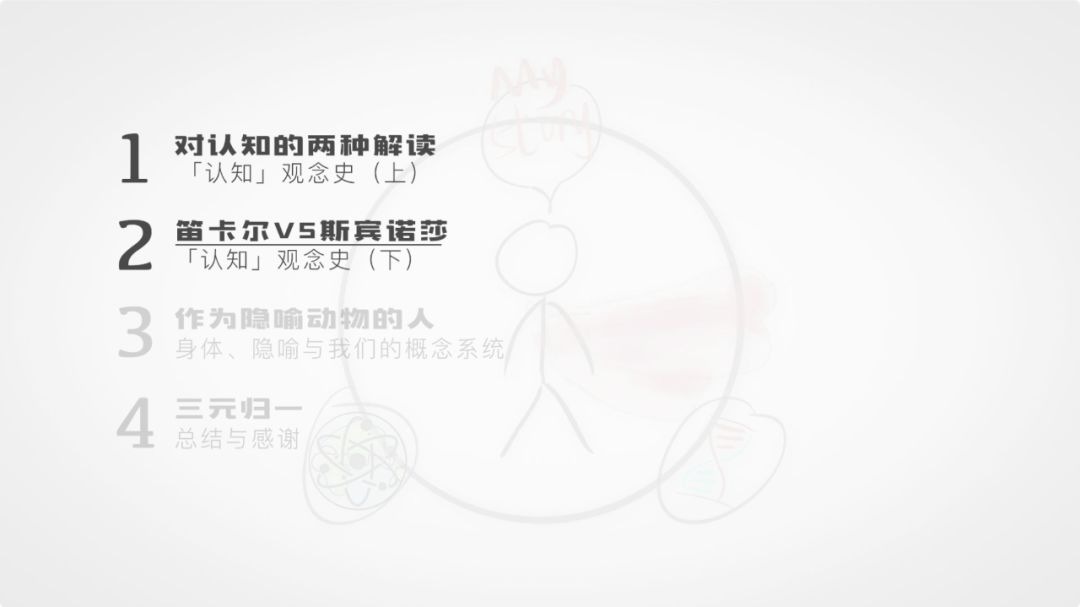 My
story
1
对认知的两种解读
「认知」观念史（上）
2
笛卡尔VS斯宾诺莎
「认知」观念史（下）
3
作为隐喻动物的人
身体、隐喻与我们的概念系统
4
三元归一
总结与感谢